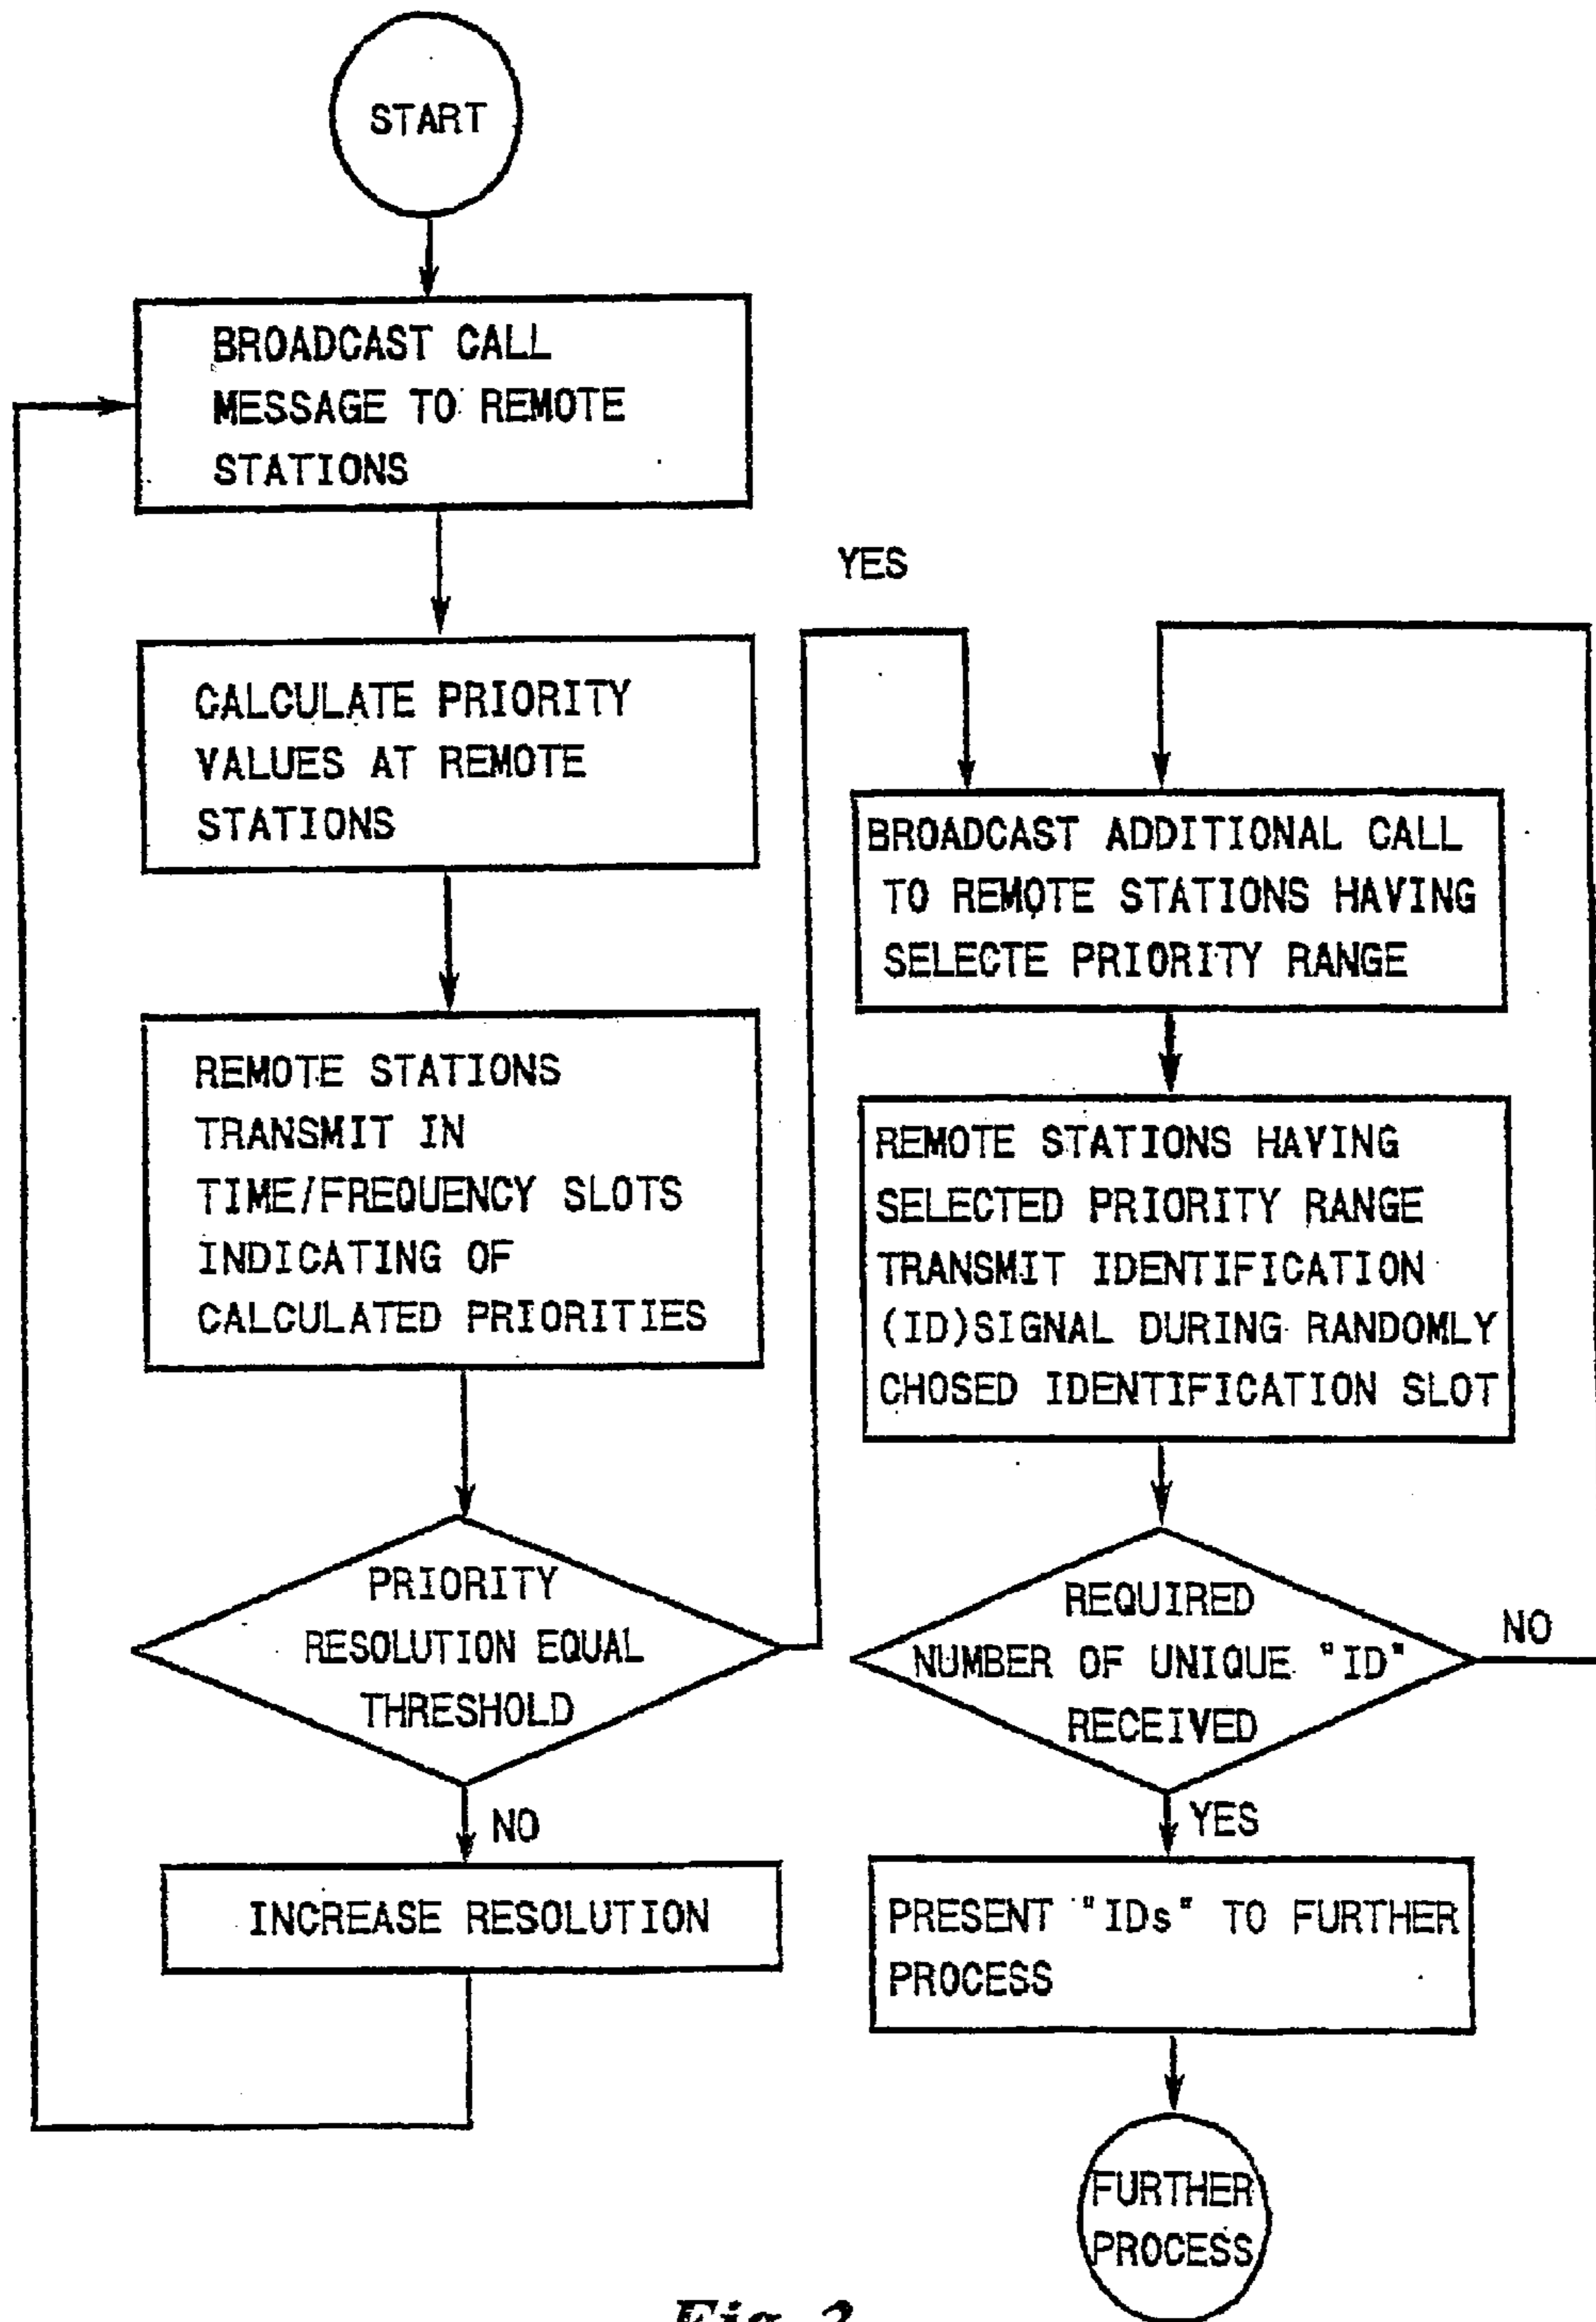 START
BROADCAST CALL
MESSAGE TO REMOTE
STATIONS
CALCULATE PRIORITY
VALUES AT REMOTE
STATIONS
REMOTE STATIONS
TRANSMIT IN
TIME/FREQUENCY SLOTS
INDICATING OF
CALCULATED PRIORITIES
PRIORITY
RESOLUTION EQUAL
THRESHOLD
NO
INCREASE RESOLUTION
YES
BROADCAST ADDITIONAL CALL
TO REMOTE STATIONS HAVING
SELECTE PRIORITY RANGE
REMOTE STATIONS HAVING
SELECTED PRIORITY RANGE
TRANSMIT IDENTIFICATION
(ID)SIGNAL DURING RANDOMLY
CHOSED IDENTIFICATION SLOT
REQUIRED
NUMBER OF UNIQUE "ID"
RECEIVED
NO
YES
PRESENT "IDs" TO FURTHER
PROCESS
FURTHER
PROCESS